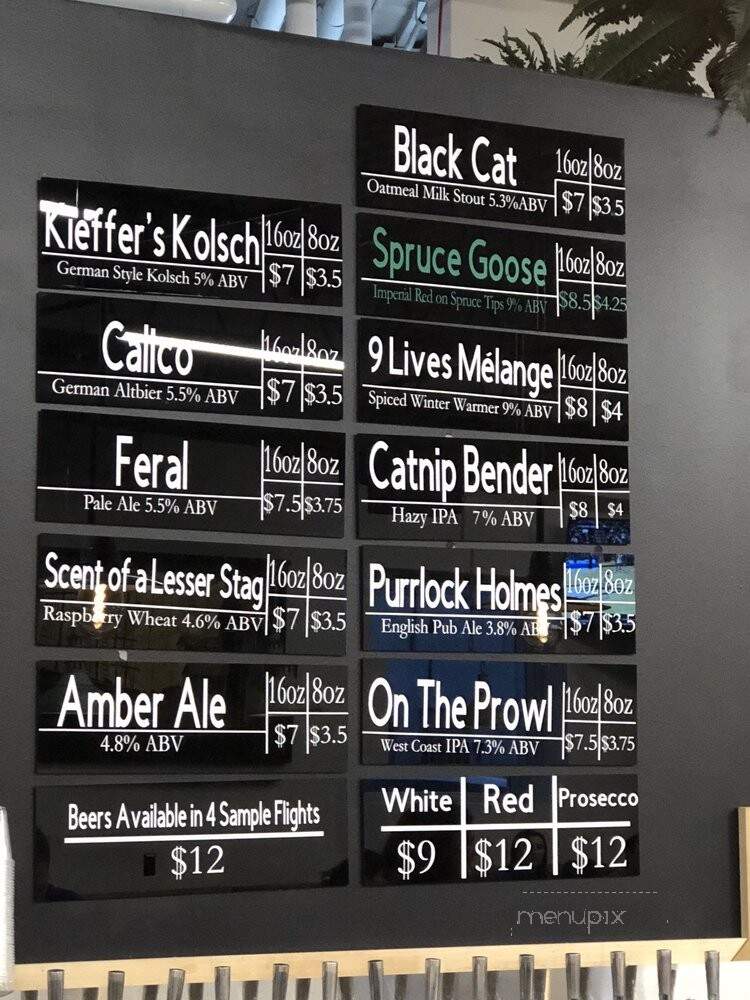 Kieffer's Kolsch 16oz 8oz
German Style Kolsch 5% ABV $7 $3.5
Calico 16oz 8oz
German Altbier 5.5% ABV $7 $3.5
Feral 16oz 8oz
Pale Ale 5.5% ABV $7.5 $3.75
Scent of a Lesser Stag 16oz 8oz
Raspberry Wheat 4.6% ABV $7 $3.5
Amber Ale 16oz 8oz
4.8% ABV $7 $3.5
Beers Available in 4 Sample Flights
$12
Black Cat 16oz 8oz
Oatmeal Milk Stout 5.3%ABV $7 $3.5
Spruce Goose 16oz 8oz
Imperial Red on Spruce Tips 9% ABV $8.5 $4.25
9 Lives Mélange 16oz 8oz
Spiced Winter Warmer 9% ABV $8 $4
Catnip Bender 16oz 8oz
Hazy IPA 7% ABV $8 $4
Purrlock Holmes 16oz 8oz
English Pub Ale 3.8% ABV $7 $3.5
On The Prowl 16oz 8oz
West Coast IPA 7.3% ABV $7.5 $3.75
White Red Prosecco
$9 $12 $12
menupix